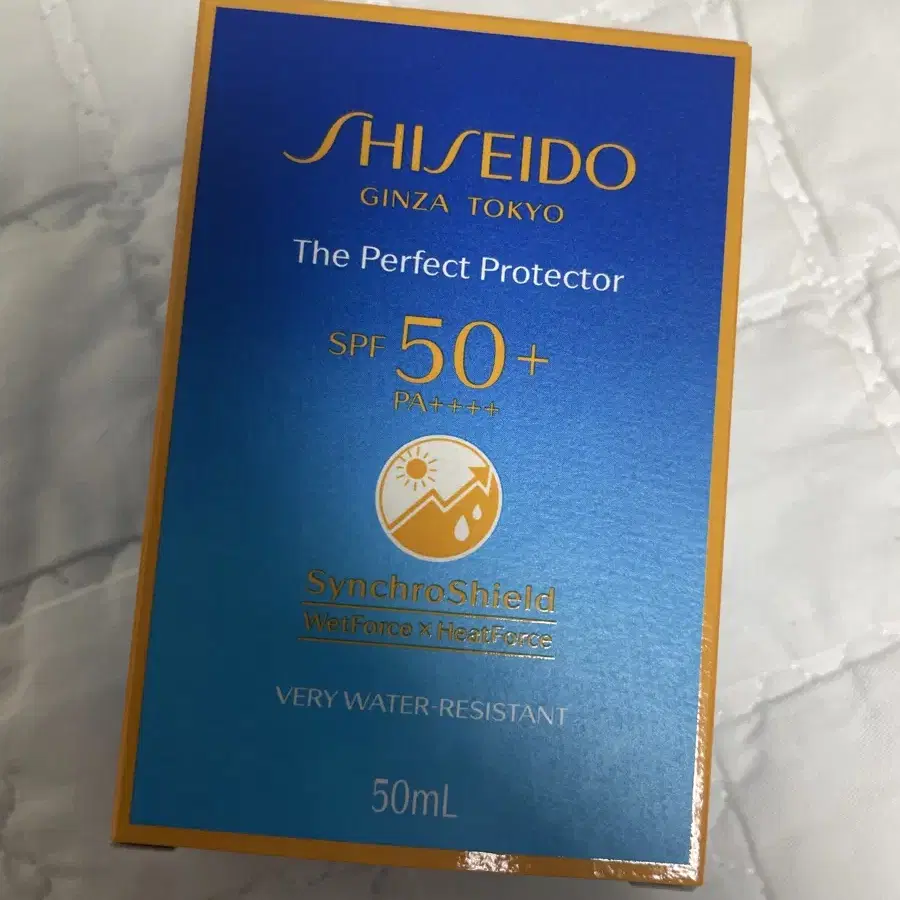 SHISEIDO
GINZA TOKYO
The Perfect Protector
SPF 50+
PA++++
SynchroShield
WetForce × HeatForce
VERY WATER-RESISTANT
50mL